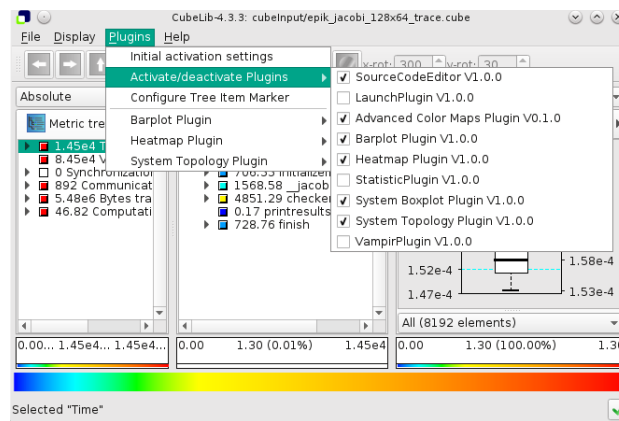 CubeLib-4.3.3: cubeInput/epik_jacobi_128x64_trace.cube
File Display Plugins Help
Initial activation settings
x-rot: 300 y-rot: 30
Activate/deactivate Plugins
SourceCodeEditor V1.0.0
Absolute
Configure Tree Item Marker
LaunchPlugin V1.0.0
Advanced Color Maps Plugin V0.1.0
Metric tre
Barplot Plugin
Barplot Plugin V1.0.0
1.45e4 T
Heatmap Plugin
Heatmap Plugin V1.0.0
8.45e4 V
System Topology Plugin
StatisticPlugin V1.0.0
0 Synchronization
706.55 initializen
892 Communicat
1568.58 __jacob
System Boxplot Plugin V1.0.0
5.48e6 Bytes tra
4851.29 checker
System Topology Plugin V1.0.0
46.82 Computati
0.17 printresults
728.76 finish
VampirPlugin V1.0.0
1.52e-4
1.58e-4
1.47e-4
1.53e-4
All (8192 elements)
0.00... 1.45e4... 1.45e4...
0.00 1.30 (0.01%) 1.45e4
0.00 1.30 (100.00%) 1.30
Selected "Time"